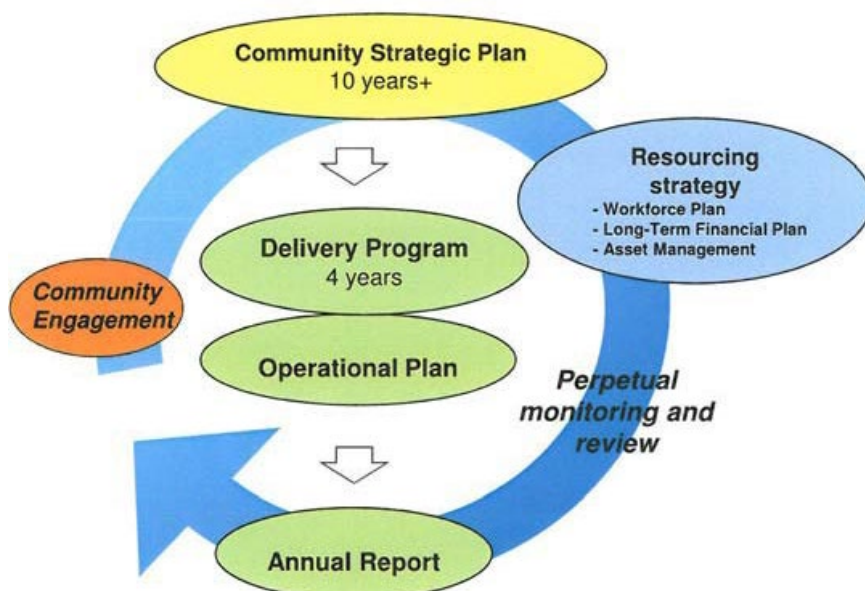 Community Strategic Plan
10 years+
Resourcing
strategy
- Workforce Plan
- Long-Term Financial Plan
- Asset Management
Delivery Program
4 years
Community
Engagement
Operational Plan
Perpetual
monitoring and
review
Annual Report